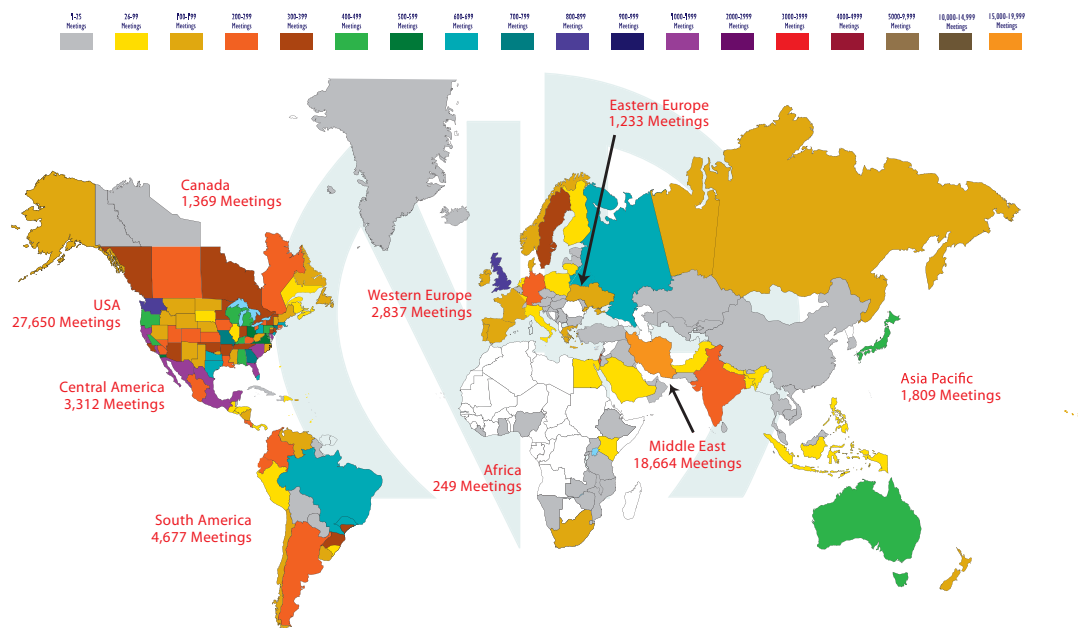 1-25 26-99 100-199 200-299 300-399 400-499 500-599 600-699 700-799 800-899 900-999 1000-1999 2000-2999 3000-3999 4000-4999 5000-9,999 10,000-14,999 15,000-19,999
Meetings Meetings Meetings Meetings Meetings Meetings Meetings Meetings Meetings Meetings Meetings Meetings Meetings Meetings Meetings Meetings Meetings Meetings
Eastern Europe
1,233 Meetings
Canada
1,369 Meetings
USA
27,650 Meetings
Western Europe
2,837 Meetings
Central America
3,312 Meetings
Asia Pacific
1,809 Meetings
Middle East
18,664 Meetings
Africa
249 Meetings
South America
4,677 Meetings